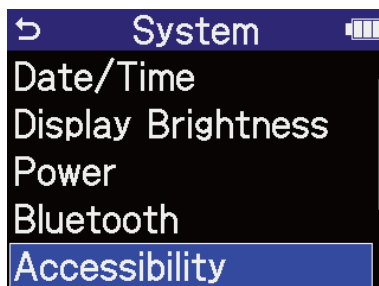 System
Date/Time
Display Brightness
Power
Bluetooth
Accessibility